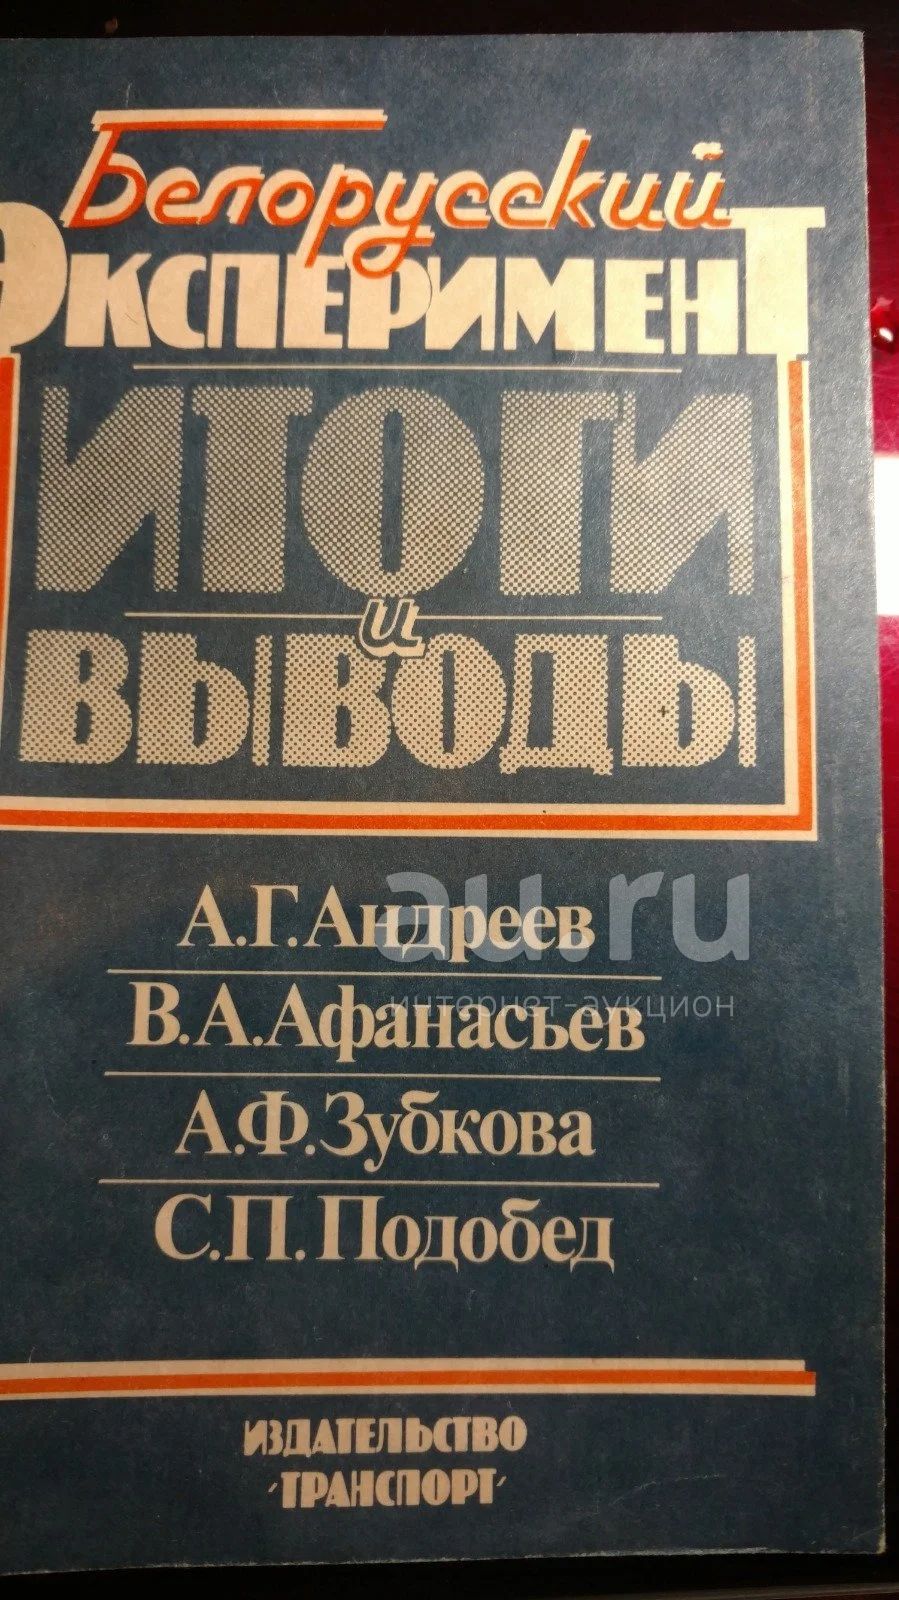 Белорусский
ЭКСПЕРИМЕНТ
ИТОГИ
и
ВЫВОДЫ
au.ru
А.Г.Андреев
интернет-аукцион
В.А.Афанасьев
А.Ф.Зубкова
С.П.Подобед
ИЗДАТЕЛЬСТВО
"ТРАНСПОРТ"